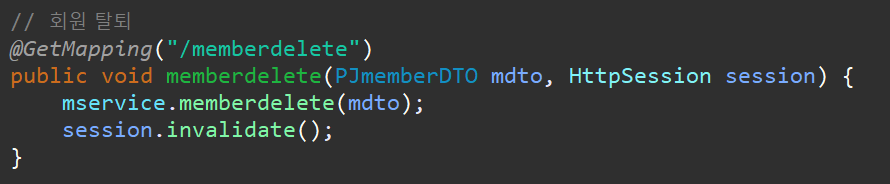 // 회원 탈퇴
@GetMapping("/memberdelete")
public void memberdelete(PJmemberDTO mdto, HttpSession session) {
    mservice.memberdelete(mdto);
    session.invalidate();
}